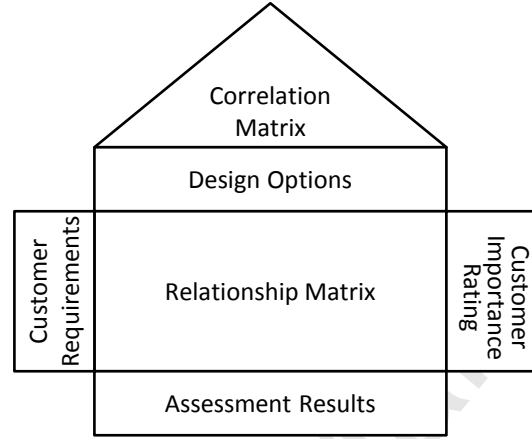 Correlation
Matrix
Design Options
Customer
Requirements
Relationship Matrix
Customer
Importance
Rating
Assessment Results